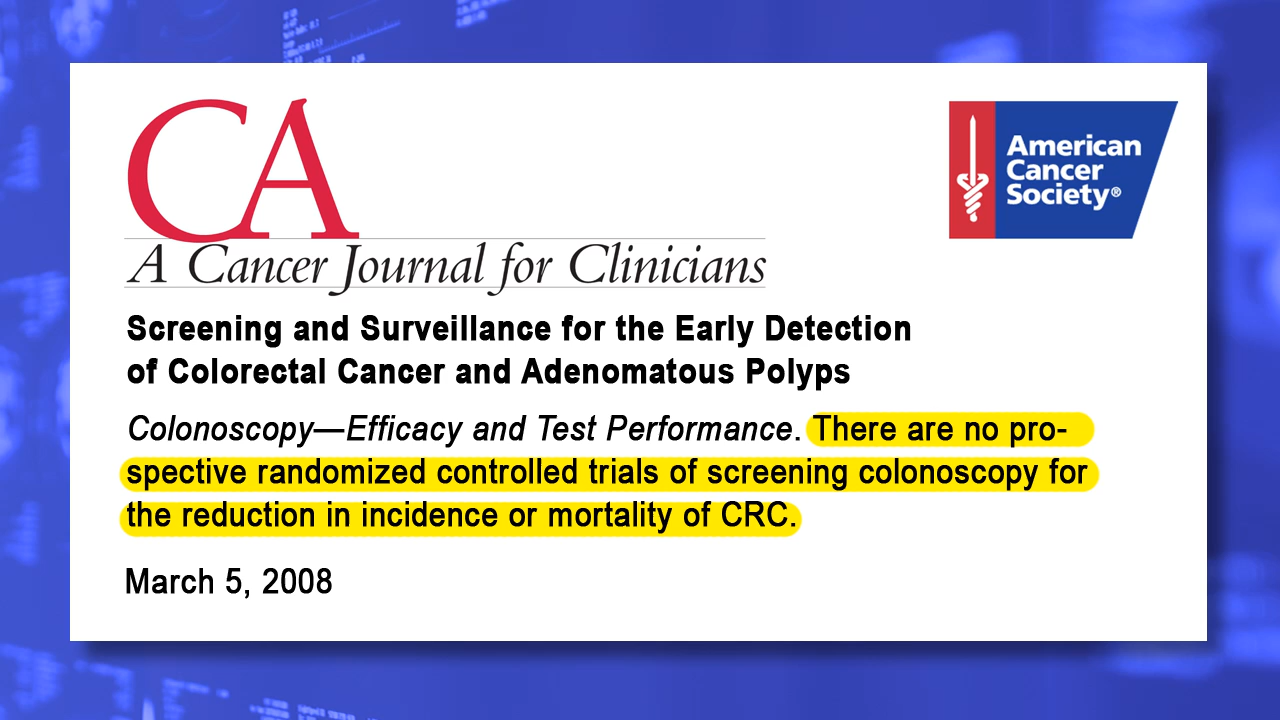 CA
A Cancer Journal for Clinicians
American
Cancer
Society®
Screening and Surveillance for the Early Detection
of Colorectal Cancer and Adenomatous Polyps
Colonoscopy—Efficacy and Test Performance. There are no pro-
spective randomized controlled trials of screening colonoscopy for
the reduction in incidence or mortality of CRC.
March 5, 2008